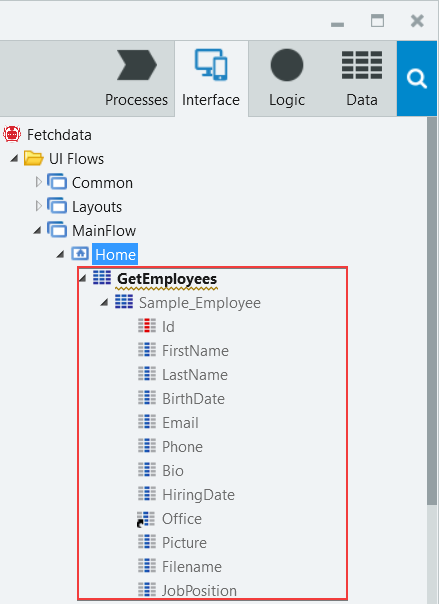 Processes Interface Logic Data
Fetchdata
UI Flows
Common
Layouts
MainFlow
Home
GetEmployees
Sample_Employee
Id
FirstName
LastName
BirthDate
Email
Phone
Bio
HiringDate
Office
Picture
Filename
JobPosition